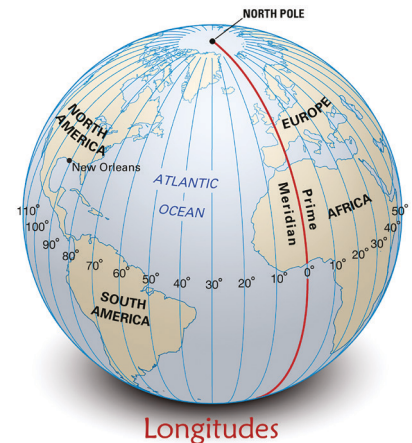 NORTH POLE
NORTH
AMERICA
EUROPE
New Orleans
ATLANTIC
OCEAN
Prime
Meridian
AFRICA
110° 100° 90° 80° 70° 60° 50° 40° 30° 20° 10° 0° 10° 20° 30° 40° 50°
SOUTH
AMERICA
Longitudes